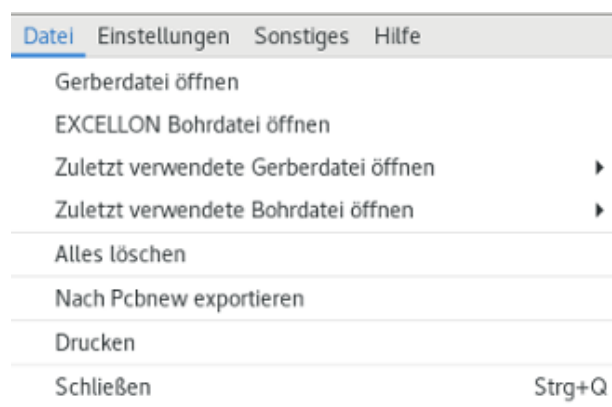 Datei Einstellungen Sonstiges Hilfe
Gerberdatei öffnen
EXCELLON Bohrdatei öffnen
Zuletzt verwendete Gerberdatei öffnen
Zuletzt verwendete Bohrdatei öffnen
Alles löschen
Nach Pcbnew exportieren
Drucken
Schließen Strg+Q